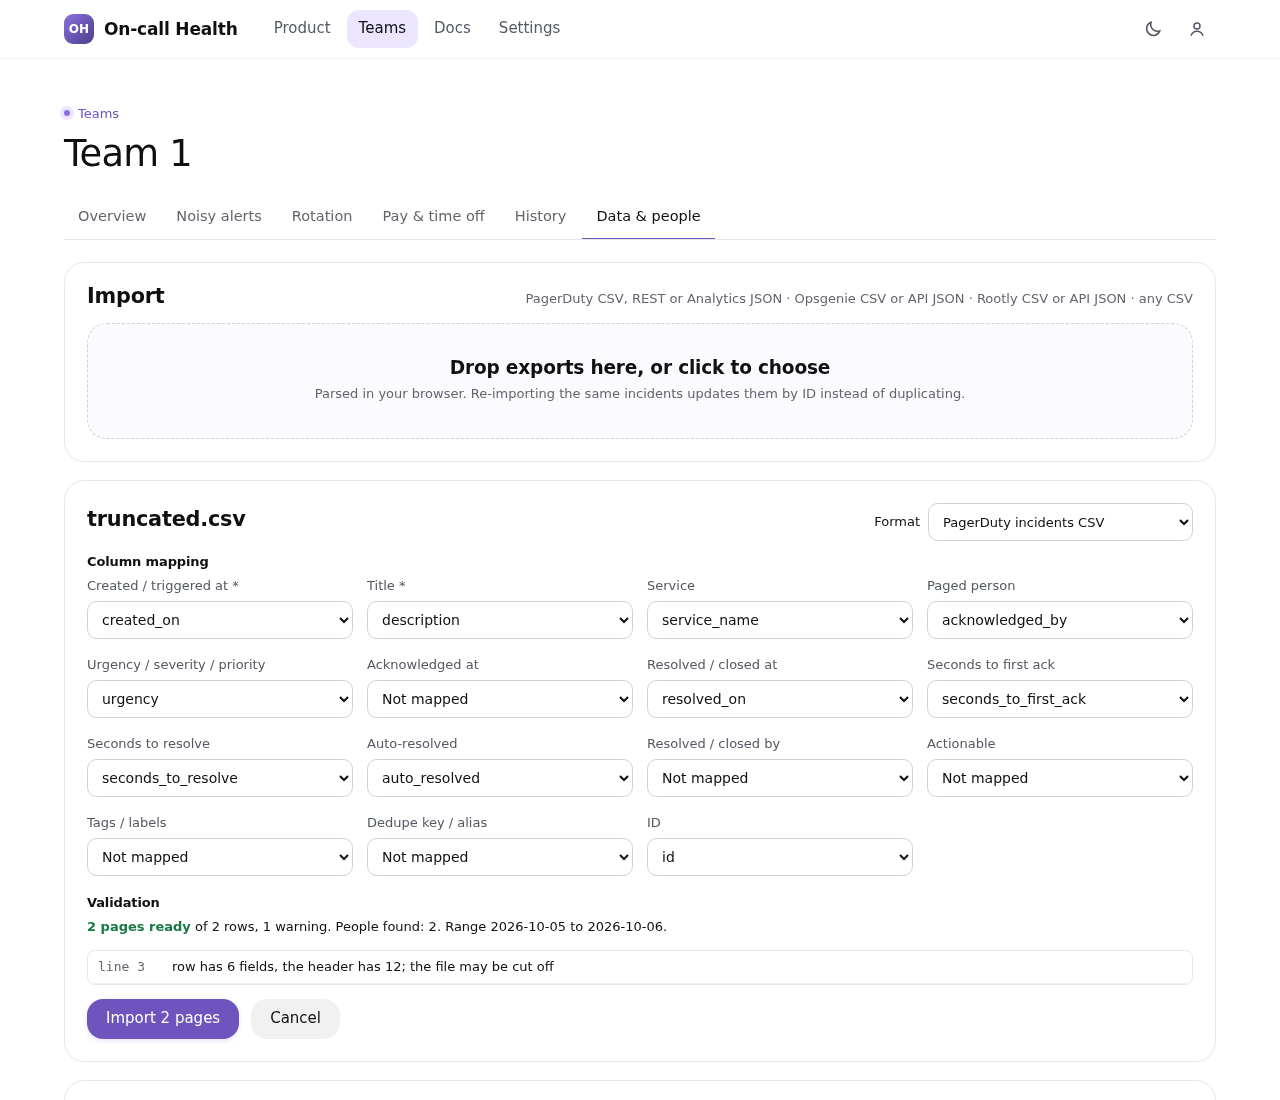 OH On-call Health Product Teams Docs Settings
Teams
Team 1
Overview Noisy alerts Rotation Pay & time off History Data & people
Import PagerDuty CSV, REST or Analytics JSON · Opsgenie CSV or API JSON · Rootly CSV or API JSON · any CSV
Drop exports here, or click to choose
Parsed in your browser. Re-importing the same incidents updates them by ID instead of duplicating.
truncated.csv Format PagerDuty incidents CSV
Column mapping
Created / triggered at * Title * Service Paged person
created_on description service_name acknowledged_by
Urgency / severity / priority Acknowledged at Resolved / closed at Seconds to first ack
urgency Not mapped resolved_on seconds_to_first_ack
Seconds to resolve Auto-resolved Resolved / closed by Actionable
seconds_to_resolve auto_resolved Not mapped Not mapped
Tags / labels Dedupe key / alias ID
Not mapped Not mapped id
Validation
2 pages ready of 2 rows, 1 warning. People found: 2. Range 2026-10-05 to 2026-10-06.
line 3 row has 6 fields, the header has 12; the file may be cut off
Import 2 pages Cancel